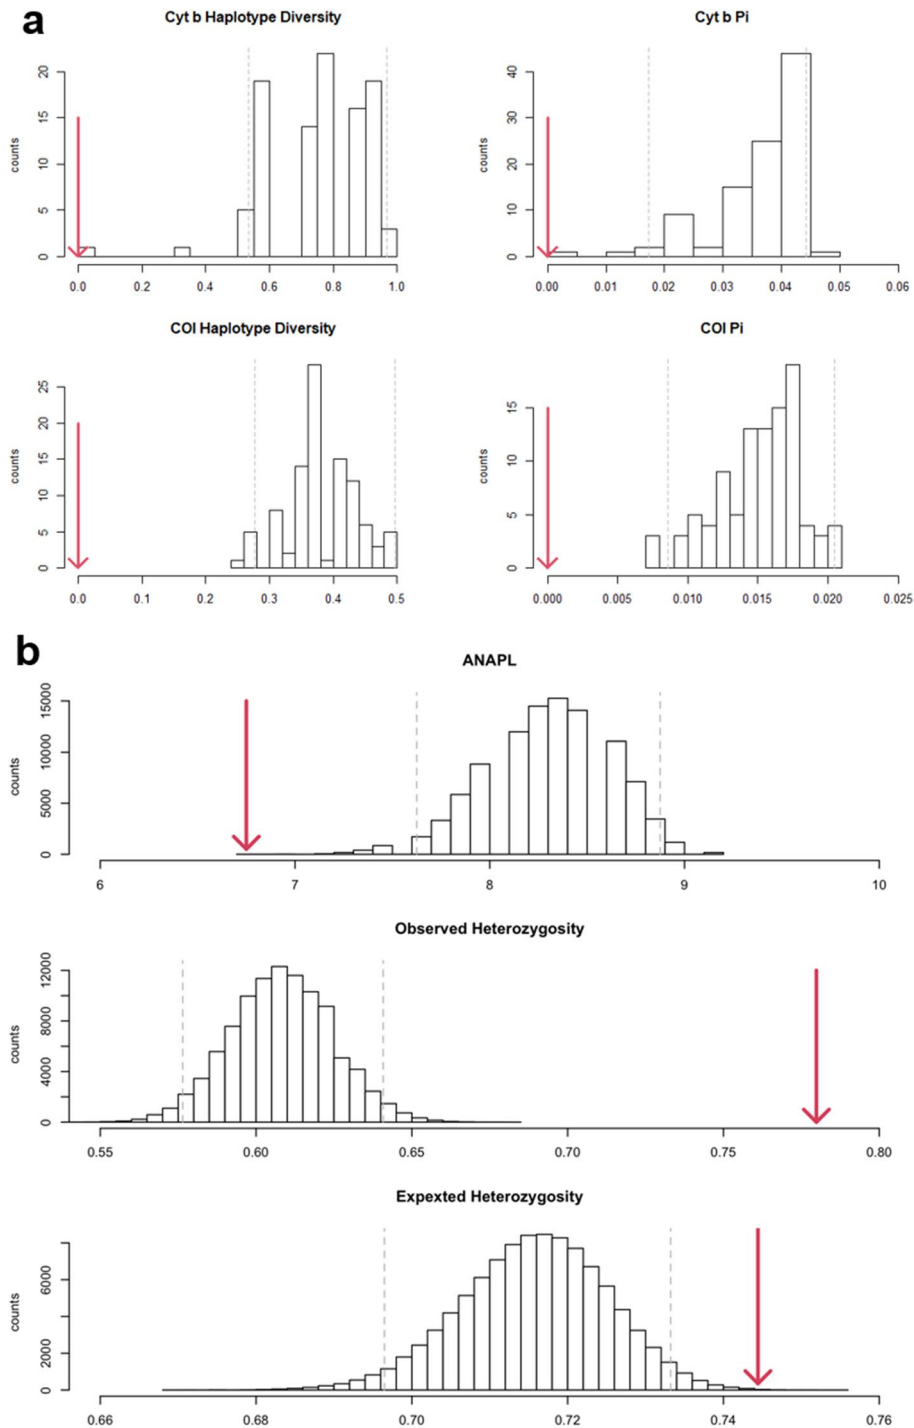 a
Cyt b Haplotype Diversity
counts
20
15
10
5
0
0.0 0.2 0.4 0.6 0.8 1.0
Cyt b Pi
counts
40
30
20
10
0
0.00 0.01 0.02 0.03 0.04 0.05 0.06
COI Haplotype Diversity
counts
25
20
15
10
5
0
0.0 0.1 0.2 0.3 0.4 0.5
COI Pi
counts
15
10
5
0
0.000 0.005 0.010 0.015 0.020 0.025
b
ANAPL
counts
15000
10000
5000
0
6 7 8 9 10
Observed Heterozygosity
counts
12000
8000
4000
0
0.55 0.60 0.65 0.70 0.75 0.80
Expexted Heterozygosity
counts
6000
2000
0
0.66 0.68 0.70 0.72 0.74 0.76